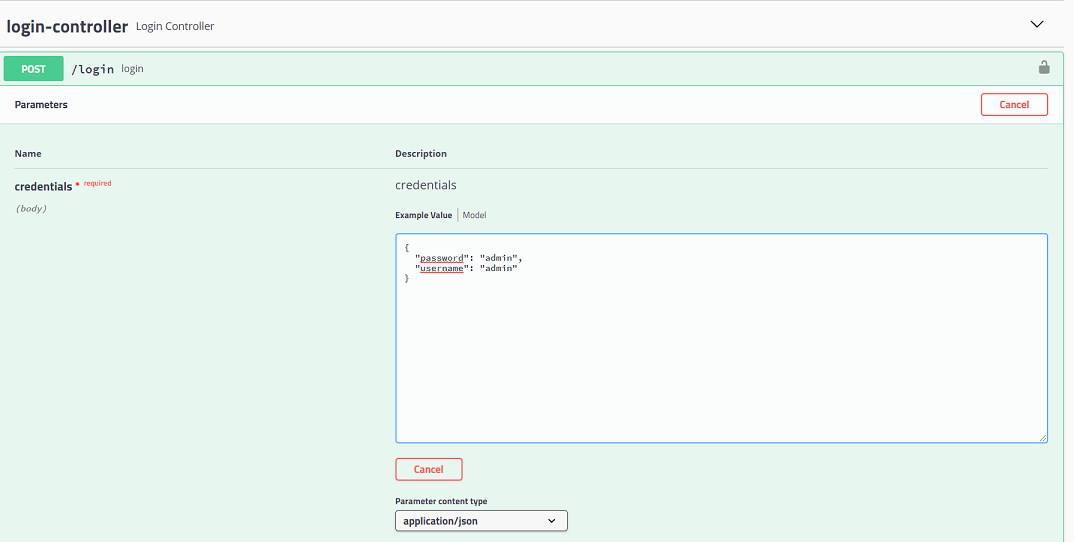 login-controller Login Controller
POST /login login
Parameters Cancel
Name Description
credentials * required credentials
(body)
Example Value Model
{
"password": "admin",
"username": "admin"
}
Cancel
Parameter content type
application/json